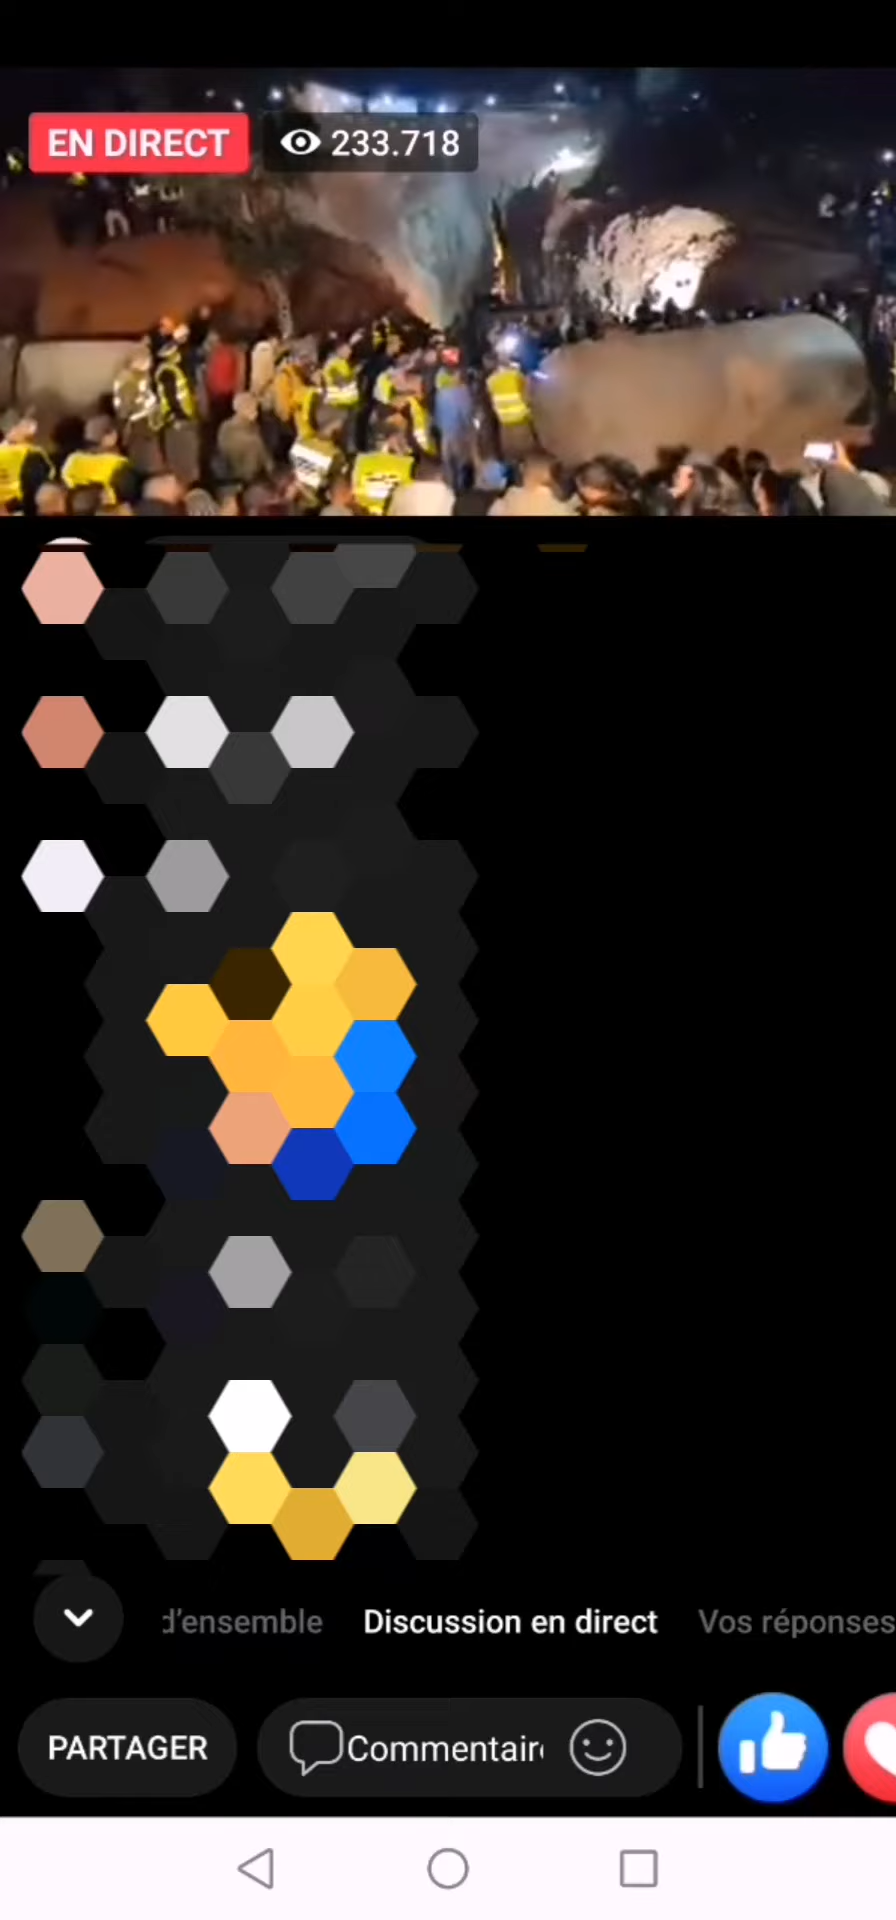 EN DIRECT 233.718
d'ensemble Discussion en direct Vos réponses
PARTAGER Commentair